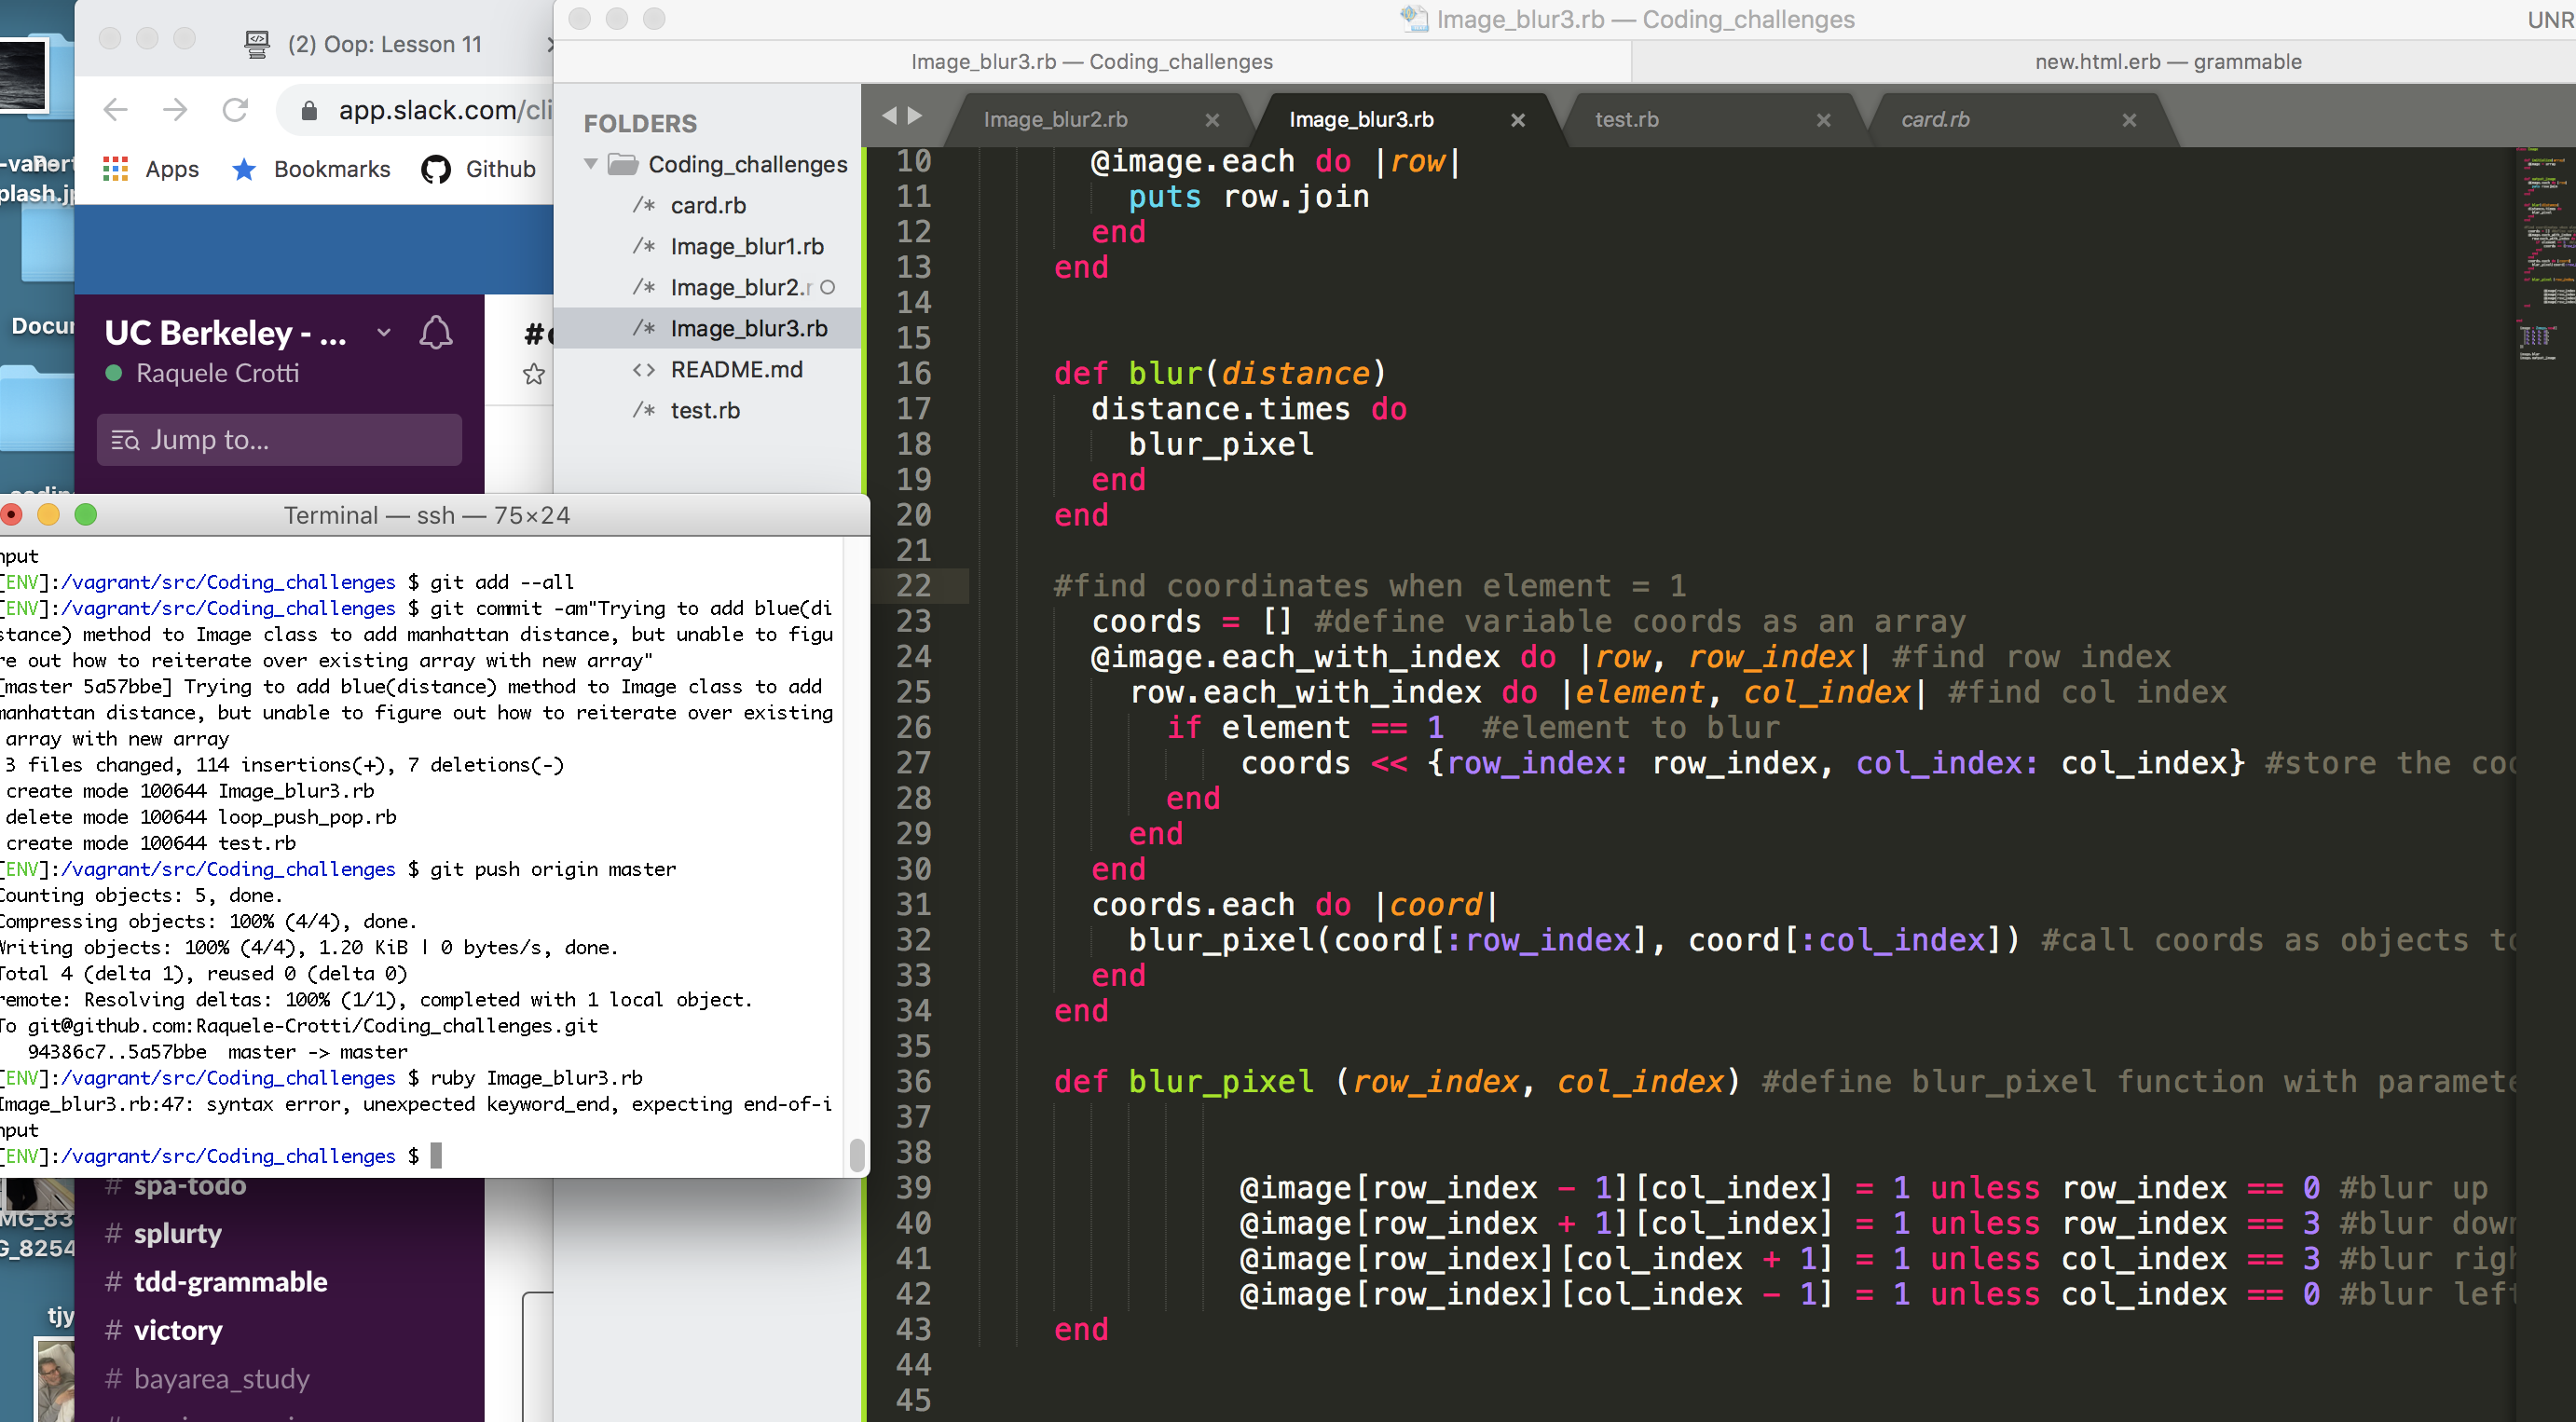 (2) Oop: Lesson 11
app.slack.com/cli
Apps
Bookmarks
Github
Docur
UC Berkeley - ...
Raquele Crotti
Jump to...
Terminal — ssh — 75×24
nput
[ENV]:/vagrant/src/Coding_challenges $ git add --all
[ENV]:/vagrant/src/Coding_challenges $ git commit -am"Trying to add blue(di
stance) method to Image class to add manhattan distance, but unable to figu
re out how to reiterate over existing array with new array"
[master 5a57bbe] Trying to add blue(distance) method to Image class to add
manhattan distance, but unable to figure out how to reiterate over existing
array with new array
3 files changed, 114 insertions(+), 7 deletions(-)
create mode 100644 Image_blur3.rb
delete mode 100644 loop_push_pop.rb
create mode 100644 test.rb
[ENV]:/vagrant/src/Coding_challenges $ git push origin master
Counting objects: 5, done.
Compressing objects: 100% (4/4), done.
Writing objects: 100% (4/4), 1.20 KiB | 0 bytes/s, done.
Total 4 (delta 1), reused 0 (delta 0)
remote: Resolving deltas: 100% (1/1), completed with 1 local object.
To git@github.com:Raquele-Crotti/Coding_challenges.git
94386c7..5a57bbe master -> master
[ENV]:/vagrant/src/Coding_challenges $ ruby Image_blur3.rb
Image_blur3.rb:47: syntax error, unexpected keyword_end, expecting end-of-i
nput
[ENV]:/vagrant/src/Coding_challenges $
# spa-todo
# splurty
# tdd-grammable
# victory
# bayarea_study
MG_83
G_8254
tjy
Image_blur3.rb — Coding_challenges
UNR
Image_blur3.rb — Coding_challenges
new.html.erb — grammable
FOLDERS
Coding_challenges
/* card.rb
/* Image_blur1.rb
/* Image_blur2.r
/* Image_blur3.rb
<> README.md
/* test.rb
Image_blur2.rb ×
Image_blur3.rb ×
test.rb ×
card.rb ×
10 @image.each do |row|
11 puts row.join
12 end
13 end
14
15
16 def blur(distance)
17 distance.times do
18 blur_pixel
19 end
20 end
21
22 #find coordinates when element = 1
23 coords = [] #define variable coords as an array
24 @image.each_with_index do |row, row_index| #find row index
25 row.each_with_index do |element, col_index| #find col index
26 if element == 1 #element to blur
27 coords << {row_index: row_index, col_index: col_index} #store the coo
28 end
29 end
30 end
31 coords.each do |coord|
32 blur_pixel(coord[:row_index], coord[:col_index]) #call coords as objects to
33 end
34 end
35
36 def blur_pixel (row_index, col_index) #define blur_pixel function with paramete
37
38
39 @image[row_index - 1][col_index] = 1 unless row_index == 0 #blur up
40 @image[row_index + 1][col_index] = 1 unless row_index == 3 #blur down
41 @image[row_index][col_index + 1] = 1 unless col_index == 3 #blur righ
42 @image[row_index][col_index - 1] = 1 unless col_index == 0 #blur left
43 end
44
45